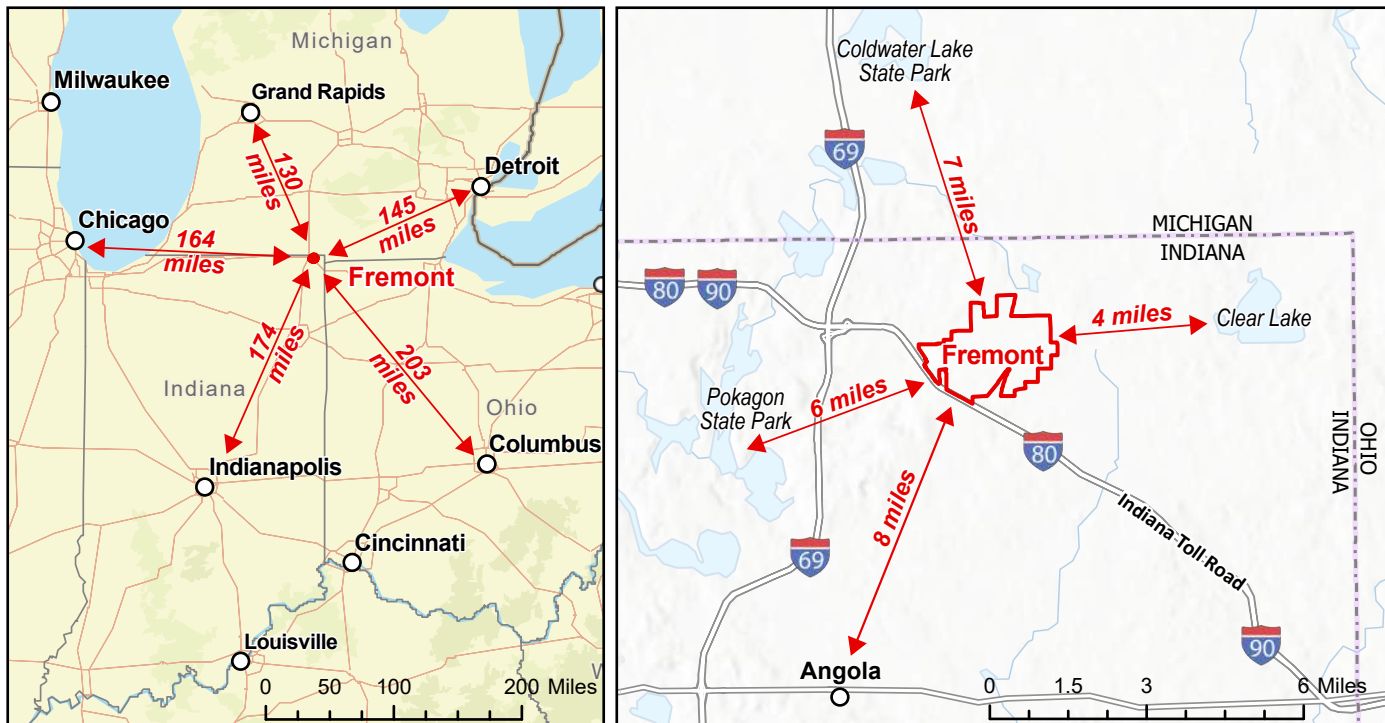 Michigan
Milwaukee
Grand Rapids
130
miles
Detroit
145
miles
Chicago
164
miles
Fremont
174
miles
203
miles
Indiana
Ohio
Columbus
Indianapolis
Cincinnati
Louisville
0 50 100 200 Miles
W
Coldwater Lake
State Park
69
7 miles
MICHIGAN
INDIANA
80
90
4 miles
Clear Lake
Fremont
Pokagon
State Park
6 miles
OHIO
INDIANA
80
8 miles
Indiana Toll Road
69
90
Angola
0 1.5 3 6 Miles